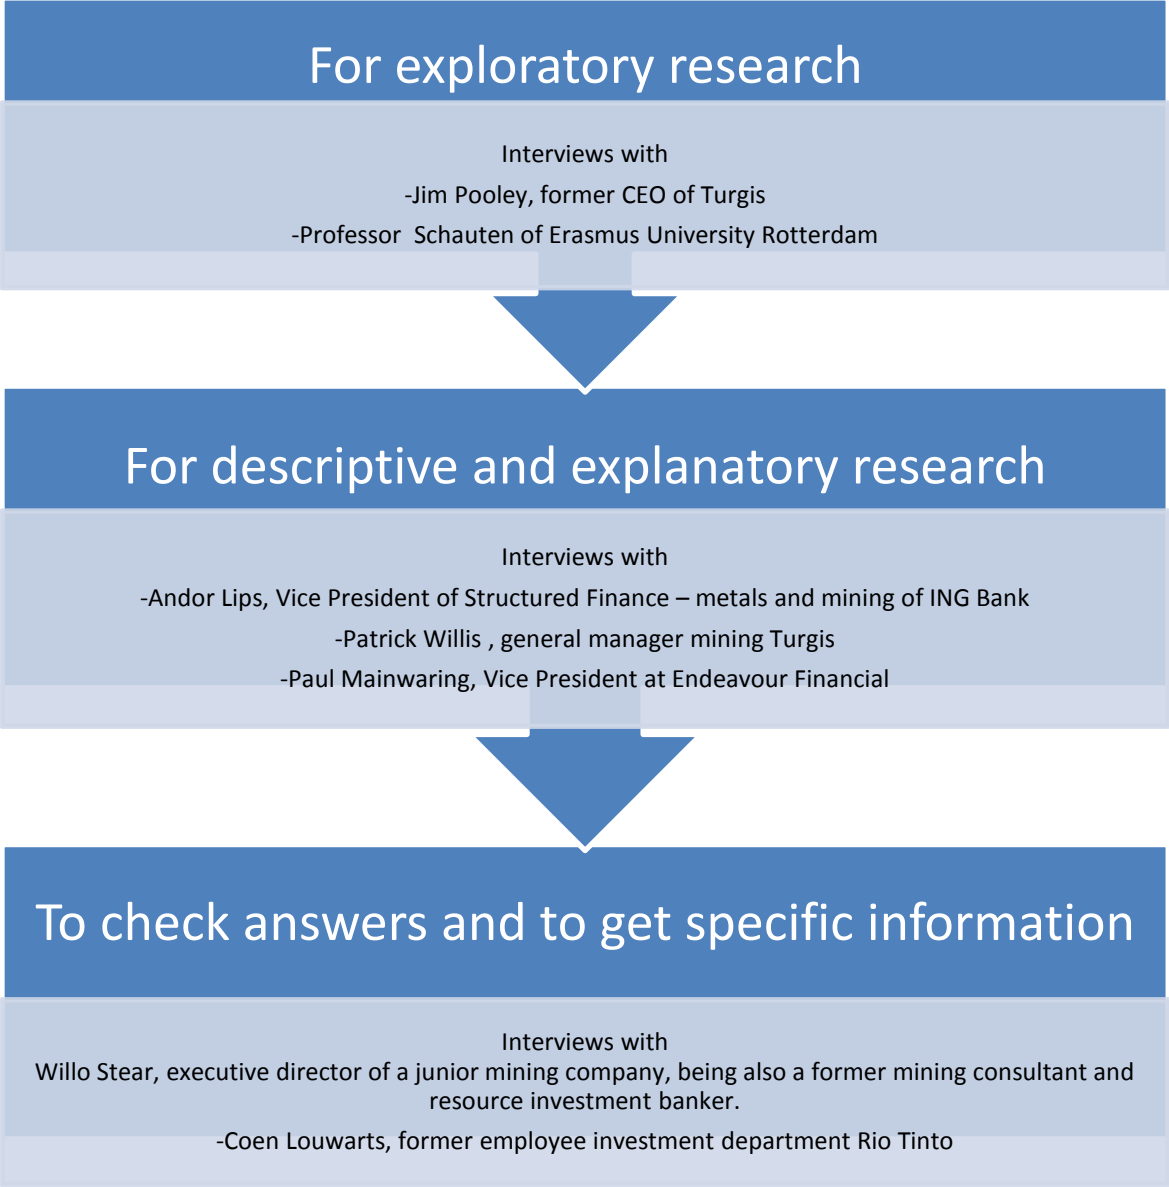 For exploratory research
Interviews with
-Jim Pooley, former CEO of Turgis
-Professor  Schauten of Erasmus University Rotterdam
For descriptive and explanatory research
Interviews with
-Andor Lips, Vice President of Structured Finance – metals and mining of ING Bank
-Patrick Willis , general manager mining Turgis
-Paul Mainwaring, Vice President at Endeavour Financial
To check answers and to get specific information
Interviews with
Willo Stear, executive director of a junior mining company, being also a former mining consultant and
resource investment banker.
-Coen Louwarts, former employee investment department Rio Tinto